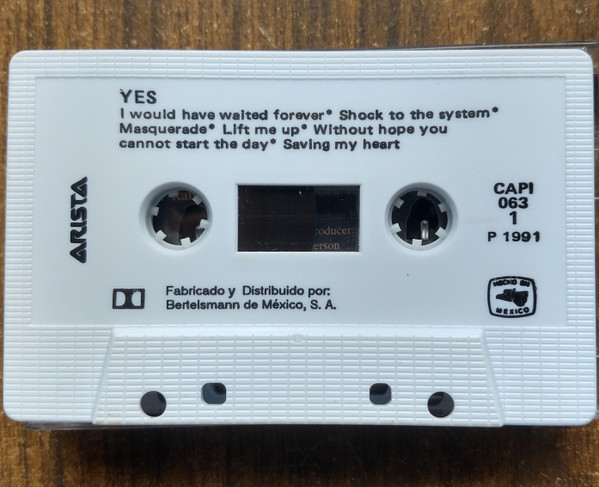 YES
I would have waited forever* Shock to the system*
Masquerade* Lift me up* Without hope you
cannot start the day* Saving my heart
ARISTA
CAPI
063
1
P 1991
roducer:
erson
Fabricado y Distribuido por:
Bertelsmann de México, S. A.
HECHO EN
MEXICO